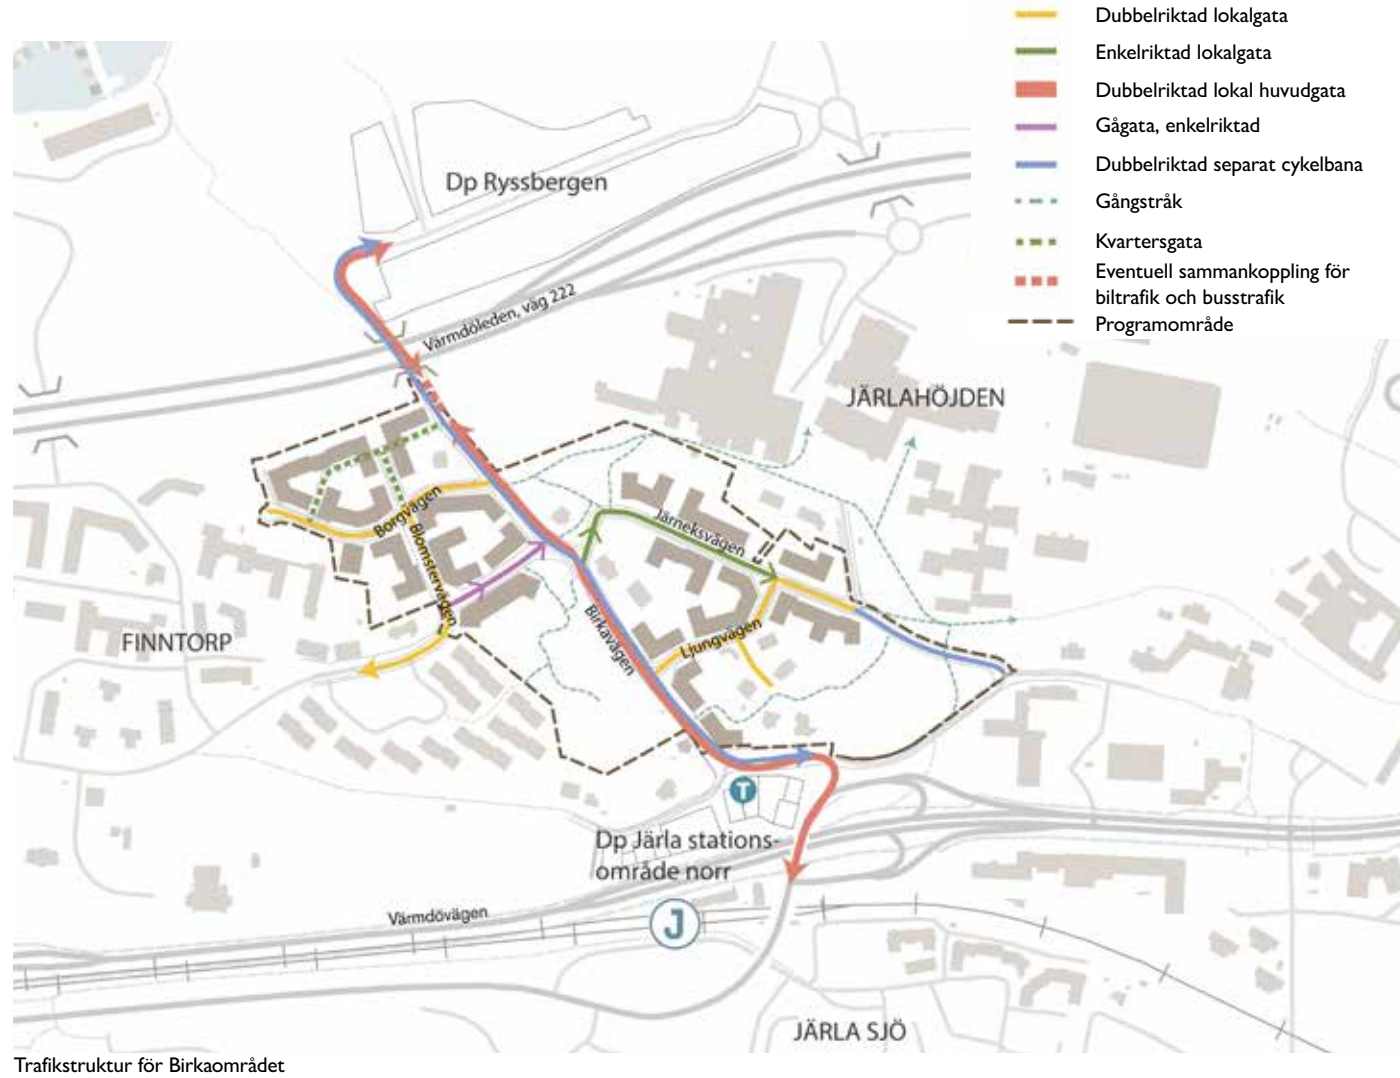 Dubbelriktad lokalgata
Enkelriktad lokalgata
Dubbelriktad lokal huvudgata
Gågata, enkelriktad
Dubbelriktad separat cykelbana
Gångstråk
Kvartersgata
Eventuell sammankoppling för
biltrafik och busstrafik
Programområde
Dp Ryssbergen
Värmdöleden, väg 222
JÄRLAHÖJDEN
Borgvägen
Blomstervägen
Järneksvägen
Birkavägen
Ljungvägen
FINNTORP
T
Dp Järla stations-
område norr
Värmdövägen
J
JÄRLA SJÖ
Trafikstruktur för Birkaområdet